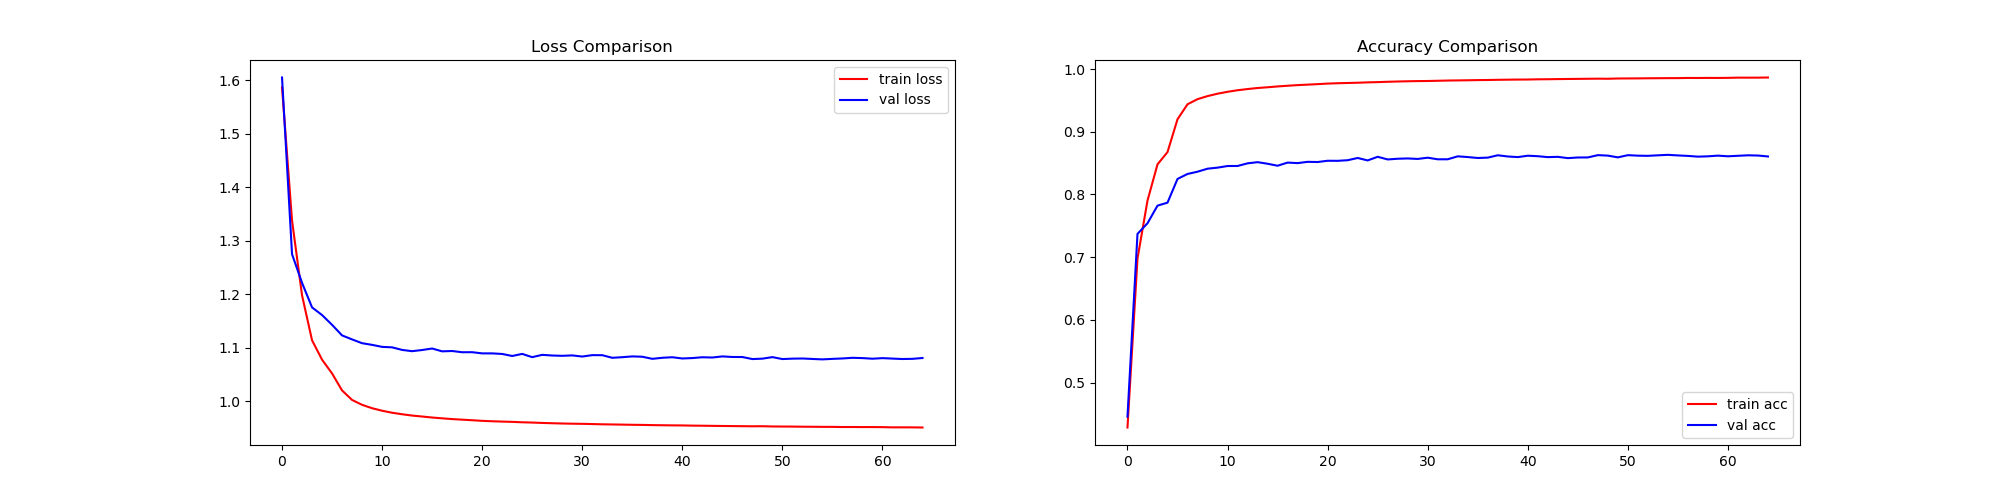 Loss Comparison
1.6
1.5
1.4
1.3
1.2
1.1
1.0
0 10 20 30 40 50 60
train loss
val loss
Accuracy Comparison
1.0
0.9
0.8
0.7
0.6
0.5
0 10 20 30 40 50 60
train acc
val acc